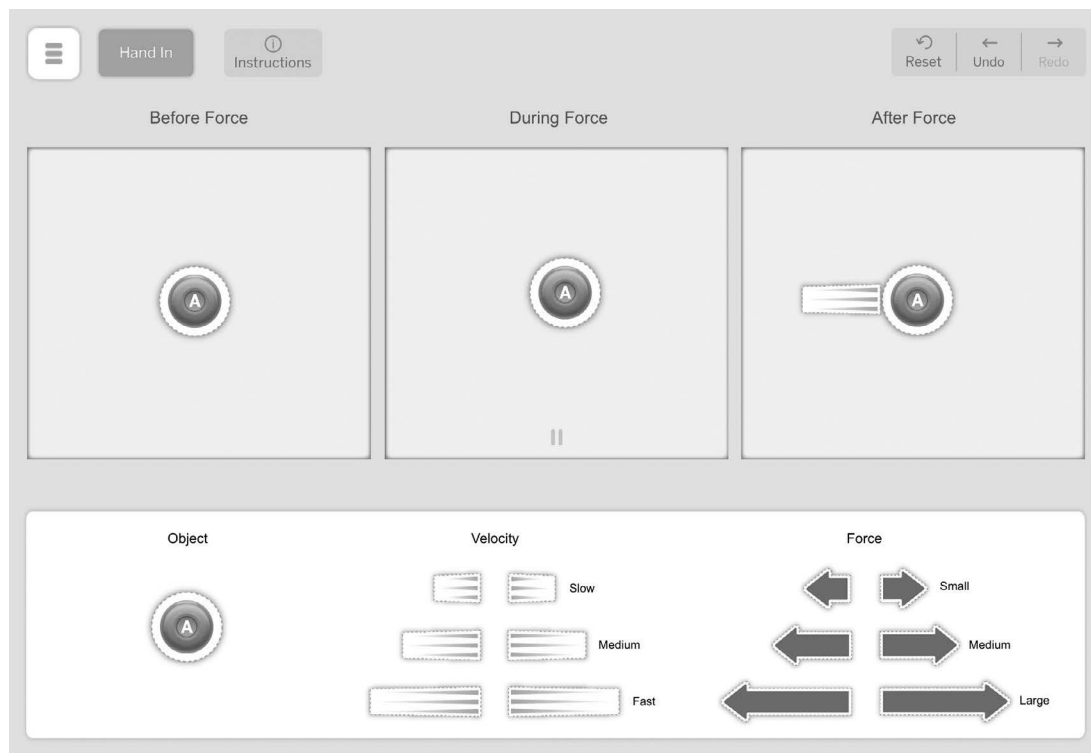 Hand In
Instructions
Reset
Undo
Redo
Before Force
During Force
After Force
A
A
A
Object
Velocity
Force
A
Slow
Small
Medium
Medium
Fast
Large